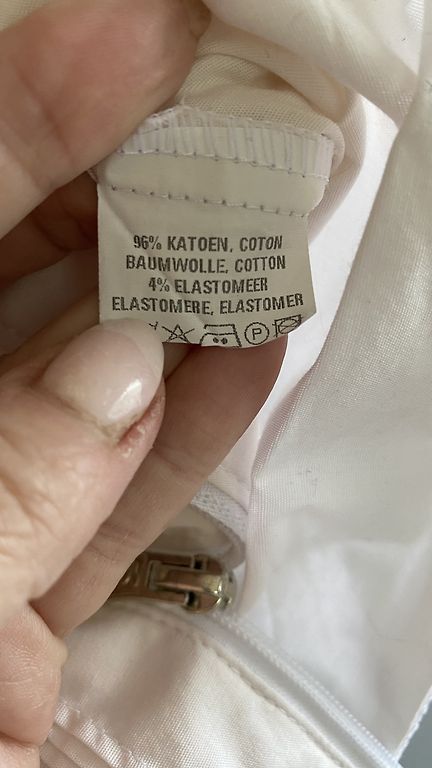 96% KATOEN, COTON
BAUMWOLLE, COTTON
4% ELASTOMEER
ELASTOMERE, ELASTOMER
P